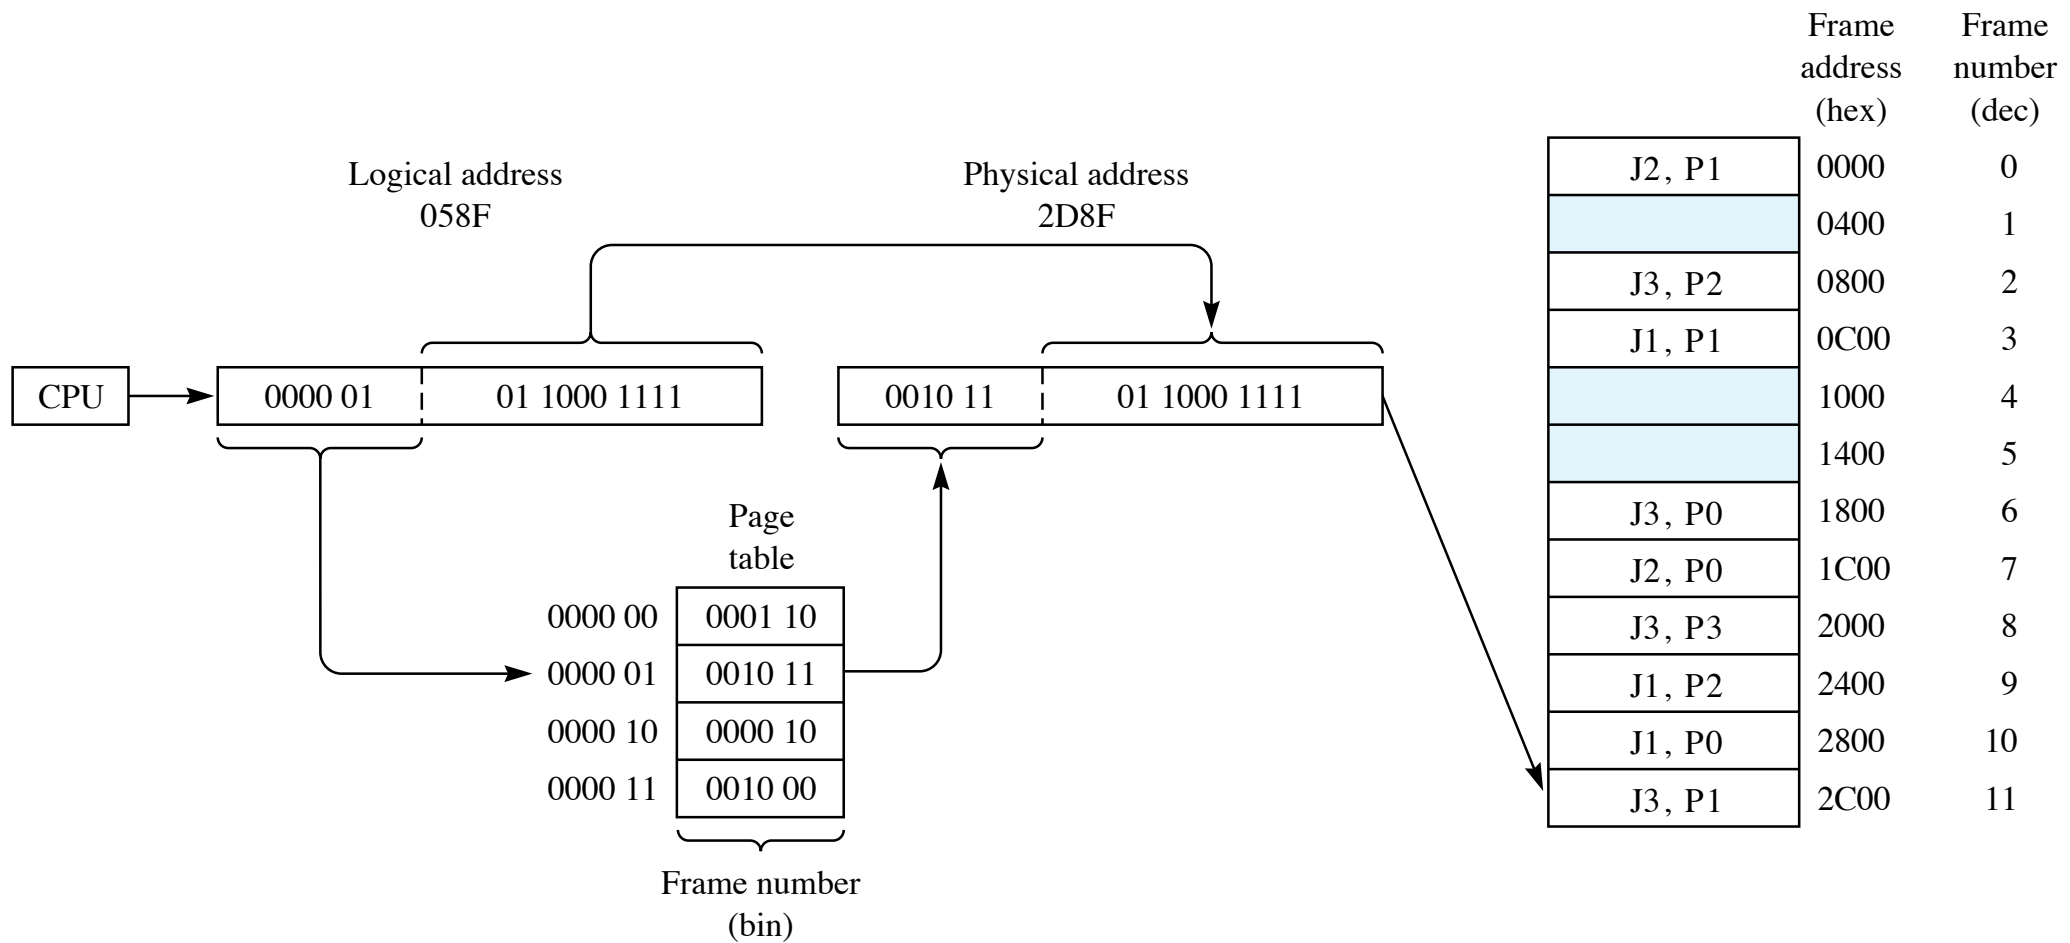 Frame Frame
address number
(hex) (dec)
Logical address
058F
Physical address
2D8F
CPU
0000 01 01 1000 1111
0010 11 01 1000 1111
Page
table
0000 00 0001 10
0000 01 0010 11
0000 10 0000 10
0000 11 0010 00
Frame number
(bin)
J2, P1 0000 0
0400 1
J3, P2 0800 2
J1, P1 0C00 3
1000 4
1400 5
J3, P0 1800 6
J2, P0 1C00 7
J3, P3 2000 8
J1, P2 2400 9
J1, P0 2800 10
J3, P1 2C00 11